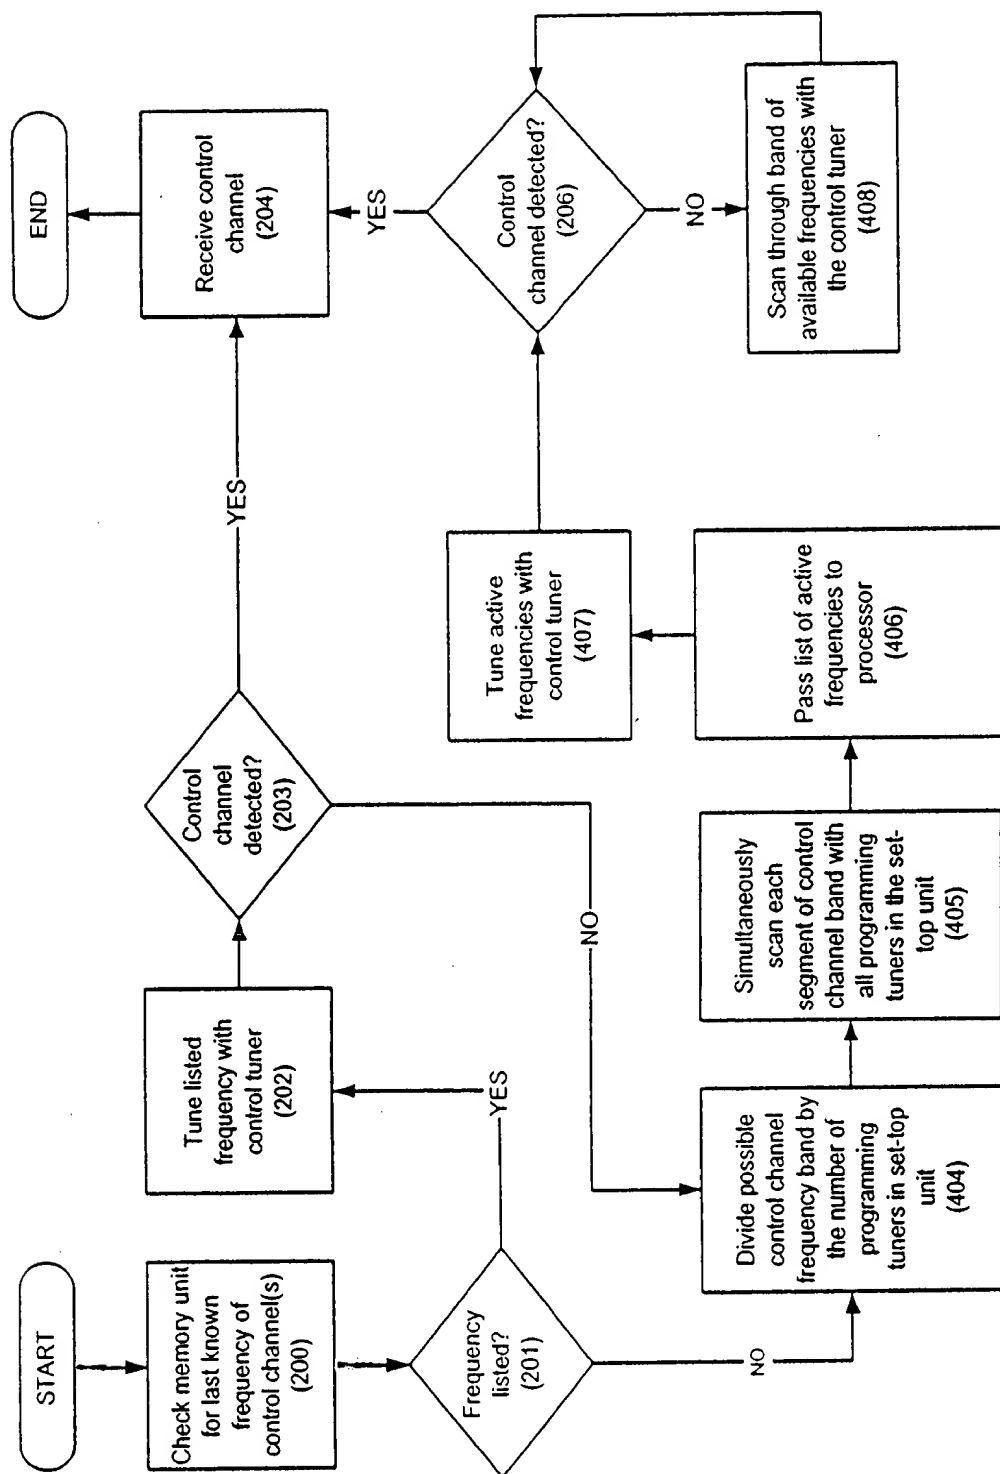 START
Check memory unit
for last known
frequency of
control channel(s)
(200)
Frequency
listed?
(201)
YES
NO
Tune listed
frequency with
control tuner
(202)
Control
channel
detected?
(203)
YES
NO
Receive control
channel
(204)
END
Divide possible
control channel
frequency band by
the number of
programming
tuners in set-top
unit
(404)
Simultaneously
scan each
segment of control
channel band with
all programming
tuners in the set-
top unit
(405)
Pass list of active
frequencies to
processor
(406)
Tune active
frequencies with
control tuner
(407)
Control
channel detected?
(206)
YES
NO
Scan through band of
available frequencies with
the control tuner
(408)